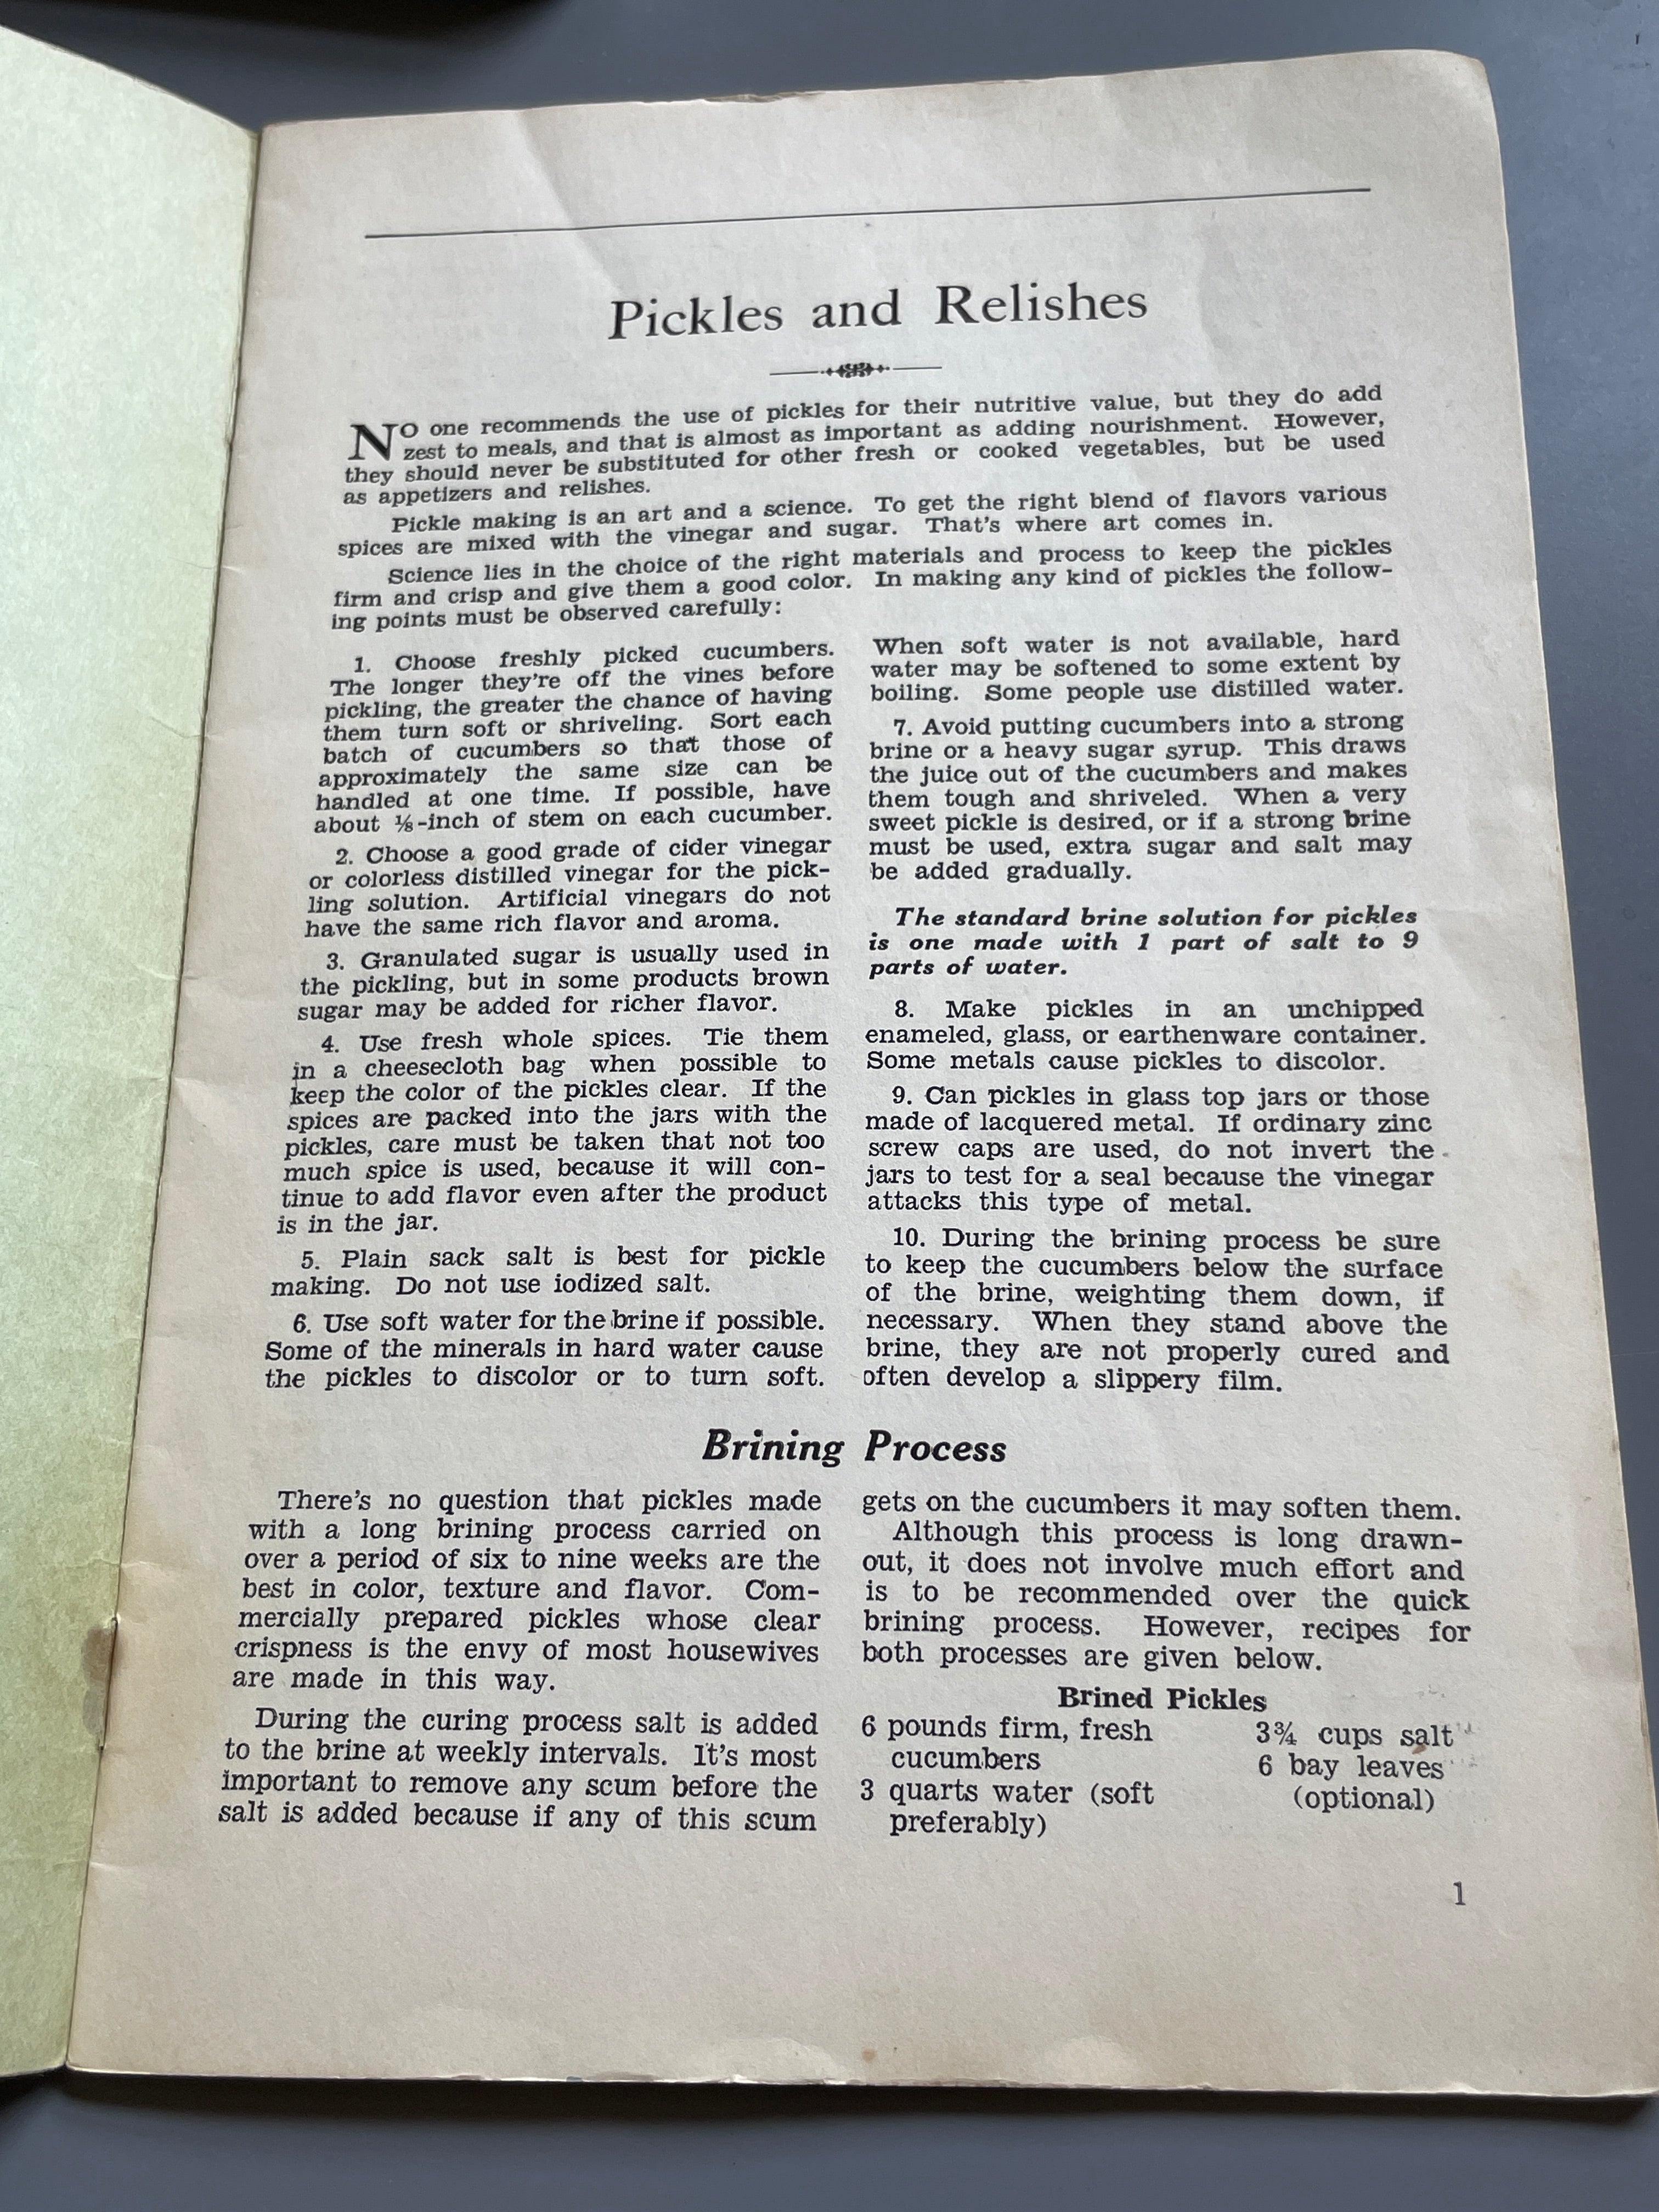 Pickles and Relishes
NO one recommends the use of pickles for their nutritive value, but they do add
zest to meals, and that is almost as important as adding nourishment. However,
they should never be substituted for other fresh or cooked vegetables, but be used
as appetizers and relishes.
Pickle making is an art and a science. To get the right blend of flavors various
spices are mixed with the vinegar and sugar. That's where art comes in.
Science lies in the choice of the right materials and process to keep the pickles
firm and crisp and give them a good color. In making any kind of pickles the follow-
ing points must be observed carefully:
1. Choose freshly picked cucumbers.
The longer they're off the vines before
pickling, the greater the chance of having
them turn soft or shriveling. Sort each
batch of cucumbers so that those of
approximately the same size can be
handled at one time. If possible, have
about ⅛-inch of stem on each cucumber.
2. Choose a good grade of cider vinegar
or colorless distilled vinegar for the pick-
ling solution. Artificial vinegars do not
have the same rich flavor and aroma.
3. Granulated sugar is usually used in
the pickling, but in some products brown
sugar may be added for richer flavor.
4. Use fresh whole spices. Tie them
in a cheesecloth bag when possible to
keep the color of the pickles clear. If the
spices are packed into the jars with the
pickles, care must be taken that not too
much spice is used, because it will con-
tinue to add flavor even after the product
is in the jar.
5. Plain sack salt is best for pickle
making. Do not use iodized salt.
6. Use soft water for the brine if possible.
Some of the minerals in hard water cause
the pickles to discolor or to turn soft.
When soft water is not available, hard
water may be softened to some extent by
boiling. Some people use distilled water.
7. Avoid putting cucumbers into a strong
brine or a heavy sugar syrup. This draws
the juice out of the cucumbers and makes
them tough and shriveled. When a very
sweet pickle is desired, or if a strong brine
must be used, extra sugar and salt may
be added gradually.
The standard brine solution for pickles
is one made with 1 part of salt to 9
parts of water.
8. Make pickles in an unchipped
enameled, glass, or earthenware container.
Some metals cause pickles to discolor.
9. Can pickles in glass top jars or those
made of lacquered metal. If ordinary zinc
screw caps are used, do not invert the
jars to test for a seal because the vinegar
attacks this type of metal.
10. During the brining process be sure
to keep the cucumbers below the surface
of the brine, weighting them down, if
necessary. When they stand above the
brine, they are not properly cured and
often develop a slippery film.
Brining Process
There's no question that pickles made
with a long brining process carried on
over a period of six to nine weeks are the
best in color, texture and flavor. Com-
mercially prepared pickles whose clear
crispness is the envy of most housewives
are made in this way.
During the curing process salt is added
to the brine at weekly intervals. It's most
important to remove any scum before the
salt is added because if any of this scum
gets on the cucumbers it may soften them.
Although this process is long drawn-
out, it does not involve much effort and
is to be recommended over the quick
brining process. However, recipes for
both processes are given below.
Brined Pickles
6 pounds firm, fresh
cucumbers
3 quarts water (soft
preferably)
3¾ cups salt
6 bay leaves
(optional)
1